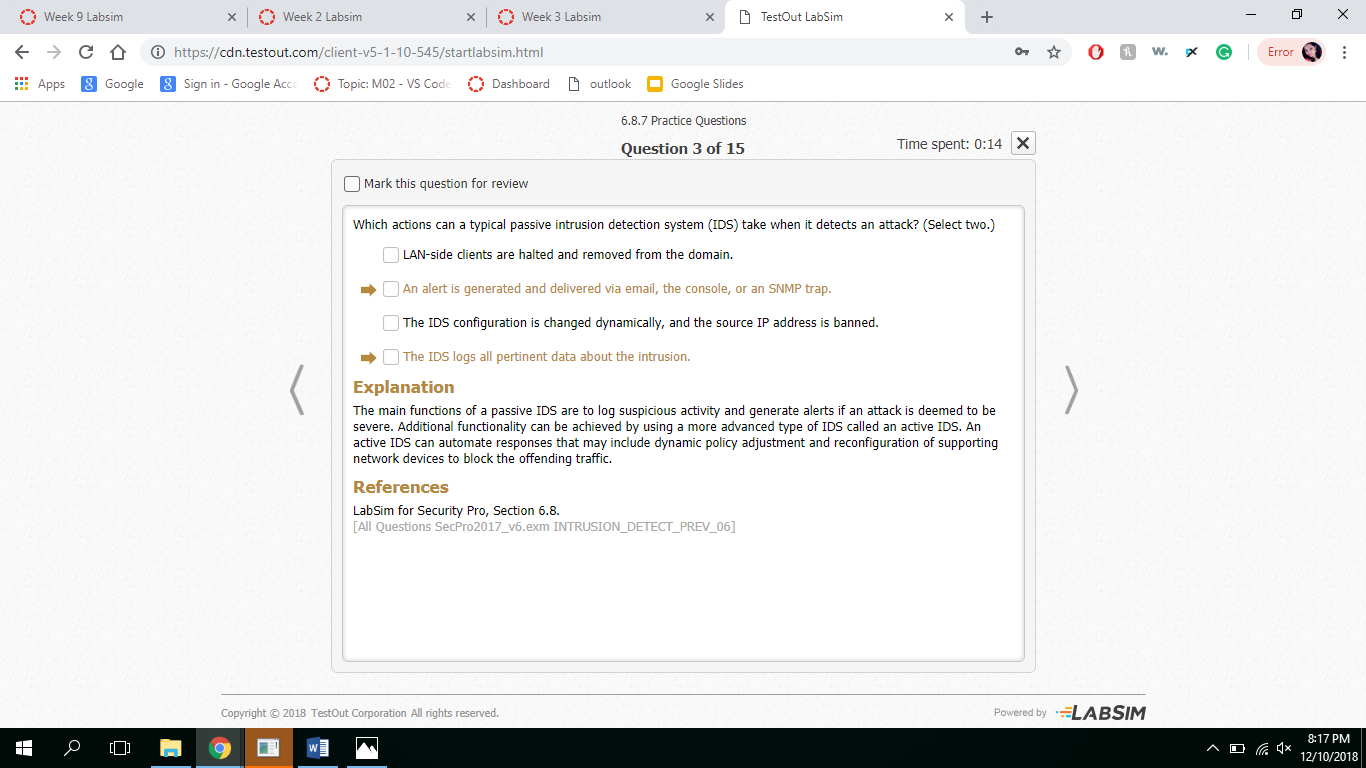 Week 9 Labsim
Week 2 Labsim
Week 3 Labsim
TestOut LabSim
https://cdn.testout.com/client-v5-1-10-545/startlabsim.html
Error
Apps
Google
Sign in - Google Acco
Topic: M02 - VS Code
Dashboard
outlook
Google Slides
6.8.7 Practice Questions
Question 3 of 15
Time spent: 0:14
Mark this question for review
Which actions can a typical passive intrusion detection system (IDS) take when it detects an attack? (Select two.)
LAN-side clients are halted and removed from the domain.
An alert is generated and delivered via email, the console, or an SNMP trap.
The IDS configuration is changed dynamically, and the source IP address is banned.
The IDS logs all pertinent data about the intrusion.
Explanation
The main functions of a passive IDS are to log suspicious activity and generate alerts if an attack is deemed to be
severe. Additional functionality can be achieved by using a more advanced type of IDS called an active IDS. An
active IDS can automate responses that may include dynamic policy adjustment and reconfiguration of supporting
network devices to block the offending traffic.
References
LabSim for Security Pro, Section 6.8.
[All Questions SecPro2017_v6.exm INTRUSION_DETECT_PREV_06]
Copyright © 2018 TestOut Corporation All rights reserved.
Powered by LABSIM
8:17 PM
12/10/2018